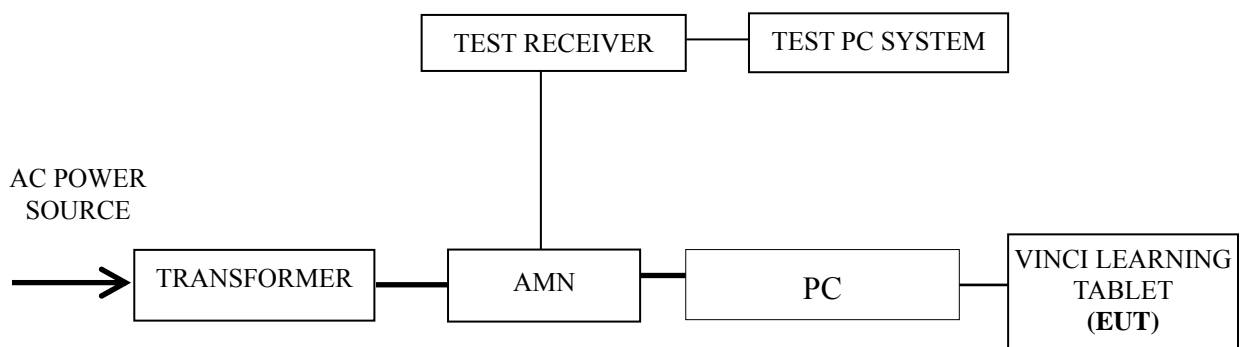 TEST RECEIVER
TEST PC SYSTEM
AC POWER
SOURCE
TRANSFORMER
AMN
PC
VINCI LEARNING
TABLET
(EUT)